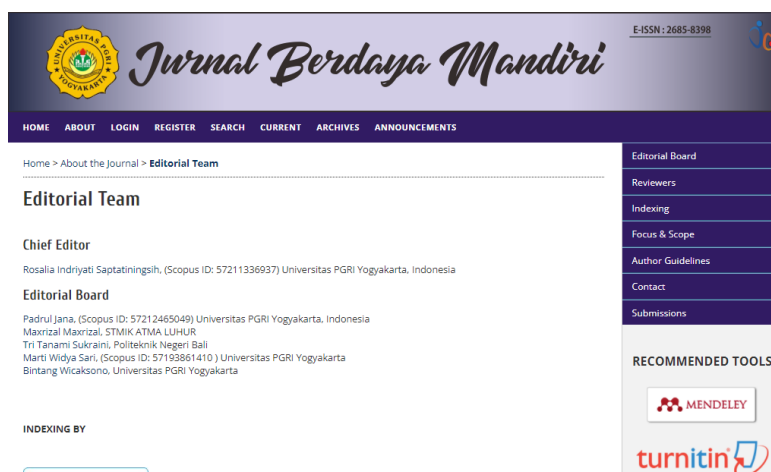 UNIVERSITAS PGRI
YOGYAKARTA
Jurnal Berdaya Mandiri
E-ISSN : 2685-8398
HOME ABOUT LOGIN REGISTER SEARCH CURRENT ARCHIVES ANNOUNCEMENTS
Home > About the Journal > Editorial Team
Editorial Team
Chief Editor
Rosalia Indriyati Saptatiningsih, (Scopus ID: 57211336937) Universitas PGRI Yogyakarta, Indonesia
Editorial Board
Padrul Jana, (Scopus ID: 57212465049) Universitas PGRI Yogyakarta, Indonesia
Maxrizal Maxrizal, STMIK ATMA LUHUR
Tri Tanami Sukraini, Politeknik Negeri Bali
Marti Widya Sari, (Scopus ID: 57193861410 ) Universitas PGRI Yogyakarta
Bintang Wicaksono, Universitas PGRI Yogyakarta
INDEXING BY
Editorial Board
Reviewers
Indexing
Focus & Scope
Author Guidelines
Contact
Submissions
RECOMMENDED TOOLS
MENDELEY
turnitin